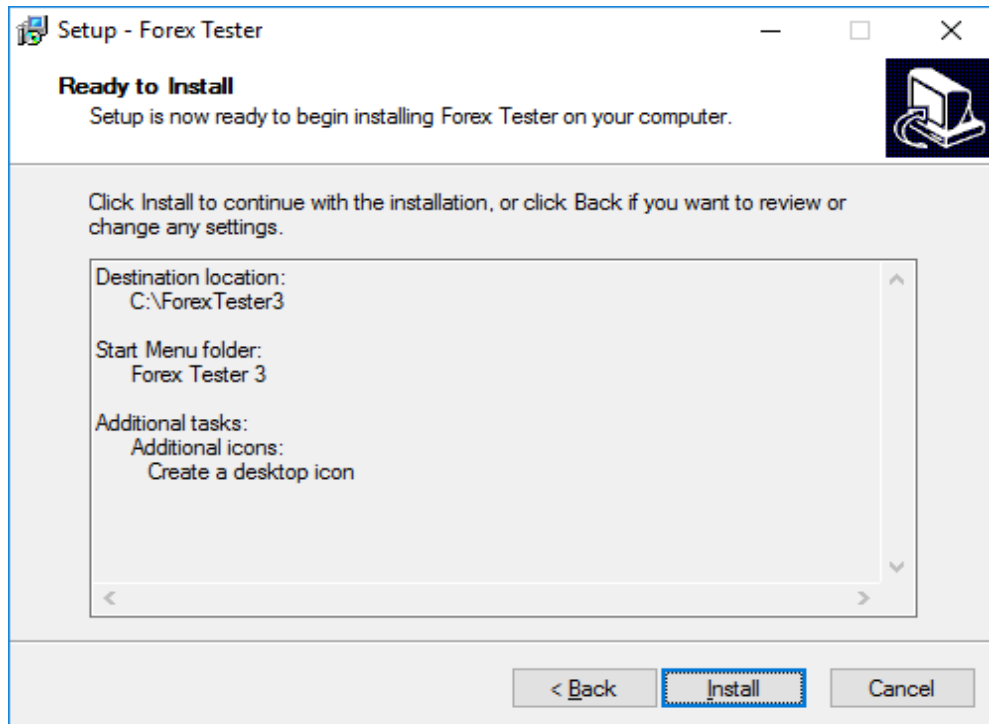 Setup - Forex Tester
Ready to Install
Setup is now ready to begin installing Forex Tester on your computer.
Click Install to continue with the installation, or click Back if you want to review or
change any settings.
Destination location:
C:\ForexTester3
Start Menu folder:
Forex Tester 3
Additional tasks:
Additional icons:
Create a desktop icon
< Back
Install
Cancel